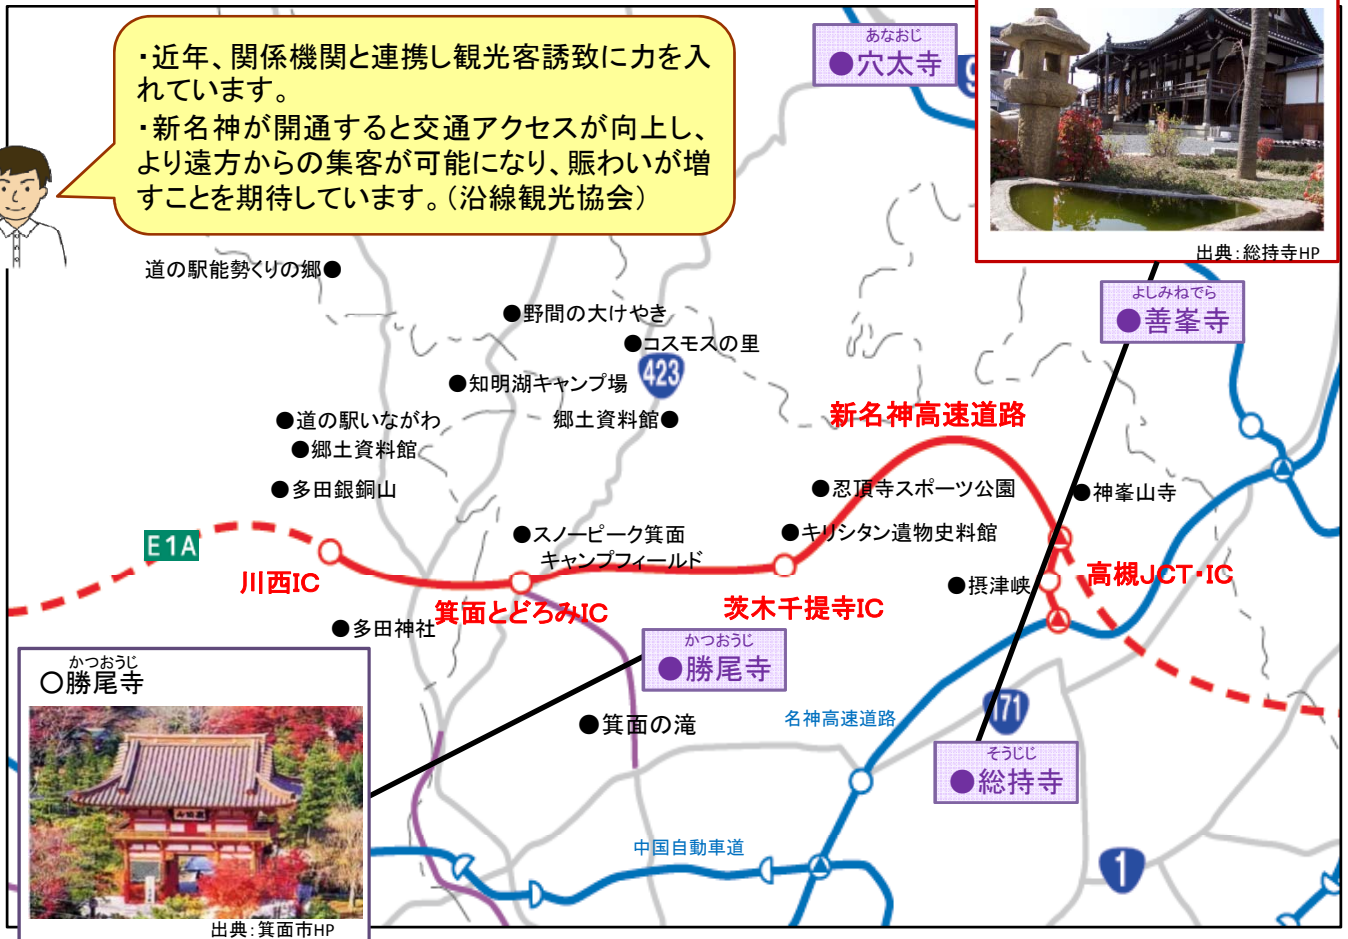 ・近年、関係機関と連携し観光客誘致に力を入
れています。
・新名神が開通すると交通アクセスが向上し、
より遠方からの集客が可能になり、賑わいが増
すことを期待しています。（沿線観光協会）
あなおじ
●穴太寺
9
出典：総持寺HP
道の駅能勢くりの郷●
よしみねでら
●善峯寺
●野間の大けやき
●コスモスの里
423
●知明湖キャンプ場
●道の駅いながわ
郷土資料館●
新名神高速道路
●郷土資料館
●多田銀銅山
●忍頂寺スポーツ公園
●神峯山寺
E1A
●スノーピーク箕面
キャンプフィールド
●キリシタン遺物史料館
川西IC
箕面とどろみIC
茨木千提寺IC
●摂津峡
高槻JCT・IC
●多田神社
かつおうじ
●勝尾寺
かつおうじ
○勝尾寺
●箕面の滝
名神高速道路
171
そうじじ
●総持寺
中国自動車道
1
出典：箕面市HP